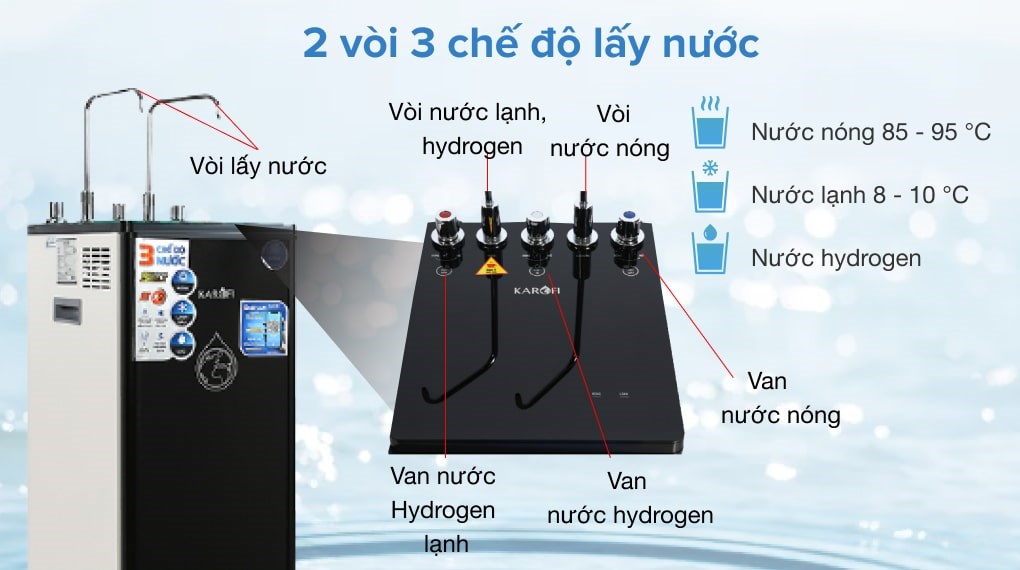 2 vòi 3 chế độ lấy nước
Vòi lấy nước
Vòi nước lạnh,
hydrogen
Vòi
nước nóng
Nước nóng 85 - 95 °C
Nước lạnh 8 - 10 °C
Nước hydrogen
3 CHẾ ĐỘ
NƯỚC
KAROFI
KAROFI
Van
nước nóng
Van nước
Hydrogen
lạnh
Van
nước hydrogen